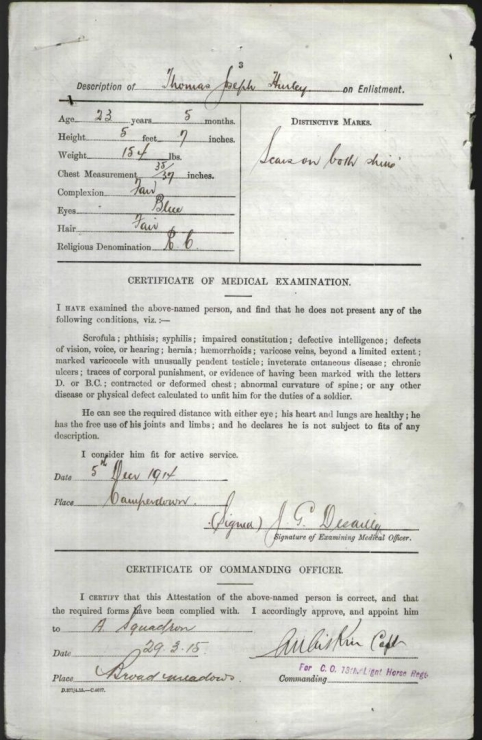 3
Description of Thomas Joseph Hurley on Enlistment.
Age 23 years 5 months.
Height 5 feet 7 inches.
Weight 154 lbs.
Chest Measurement 35/37 inches.
Complexion Fair
Eyes Blue
Hair Fair
Religious Denomination R. C.
DISTINCTIVE MARKS.
Scars on both shins
CERTIFICATE OF MEDICAL EXAMINATION.
I HAVE examined the above-named person, and find that he does not present any of the
following conditions, viz. :—
Scrofula; phthisis; syphilis; impaired constitution; defective intelligence; defects
of vision, voice, or hearing; hernia; hæmorrhoids; varicose veins, beyond a limited extent;
marked varicocele with unusually pendent testicle; inveterate cutaneous disease; chronic
ulcers; traces of corporal punishment, or evidence of having been marked with the letters
D. or B.C.; contracted or deformed chest; abnormal curvature of spine; or any other
disease or physical defect calculated to unfit him for the duties of a soldier.
He can see the required distance with either eye; his heart and lungs are healthy; he
has the free use of his joints and limbs; and he declares he is not subject to fits of any
description.
I consider him fit for active service.
Date 5th Decr 1914
Place Camperdown.
(Signed) J G Desailly
Signature of Examining Medical Officer.
CERTIFICATE OF COMMANDING OFFICER.
I CERTIFY that this Attestation of the above-named person is correct, and that
the required forms have been complied with. I accordingly approve, and appoint him
to A Squadron
Date 29.3.15.
Capt
For C. O. 13th Light Horse Regt
Place Broadmeadows. Commanding